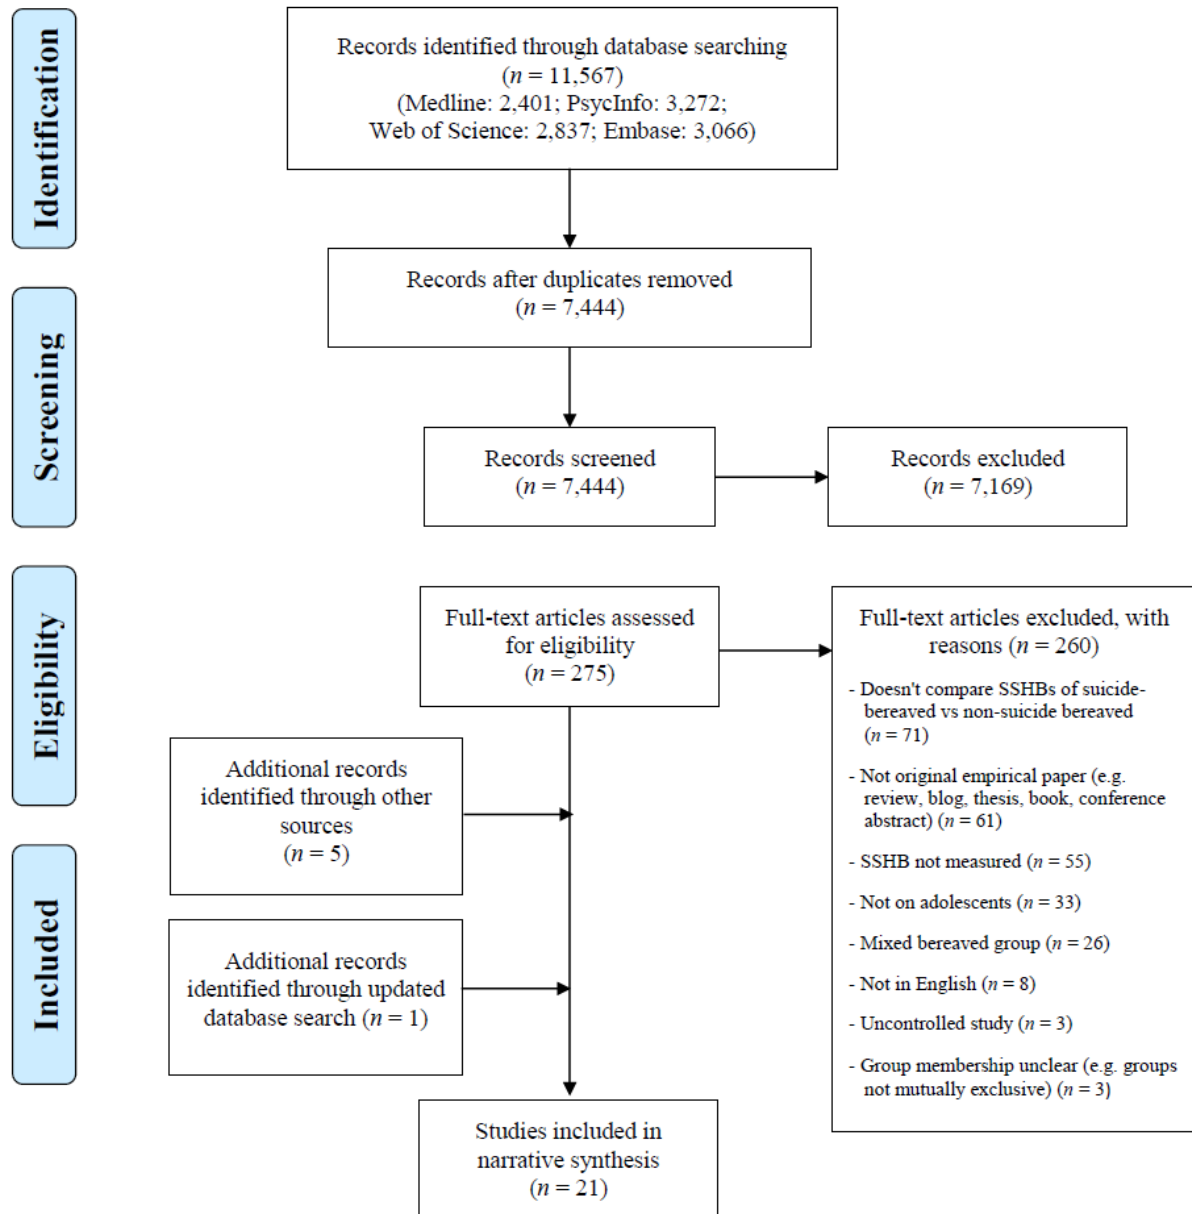 Identification
Records identified through database searching
(n = 11,567)
(Medline: 2,401; PsycInfo: 3,272;
Web of Science: 2,837; Embase: 3,066)
Records after duplicates removed
(n = 7,444)
Screening
Records screened
(n = 7,444)
Records excluded
(n = 7,169)
Eligibility
Full-text articles assessed
for eligibility
(n = 275)
Full-text articles excluded, with
reasons (n = 260)
- Doesn't compare SSHBs of suicide-
bereaved vs non-suicide bereaved
(n = 71)
- Not original empirical paper (e.g.
review, blog, thesis, book, conference
abstract) (n = 61)
- SSHB not measured (n = 55)
- Not on adolescents (n = 33)
- Mixed bereaved group (n = 26)
- Not in English (n = 8)
- Uncontrolled study (n = 3)
- Group membership unclear (e.g. groups
not mutually exclusive) (n = 3)
Additional records
identified through other
sources
(n = 5)
Included
Additional records
identified through updated
database search (n = 1)
Studies included in
narrative synthesis
(n = 21)